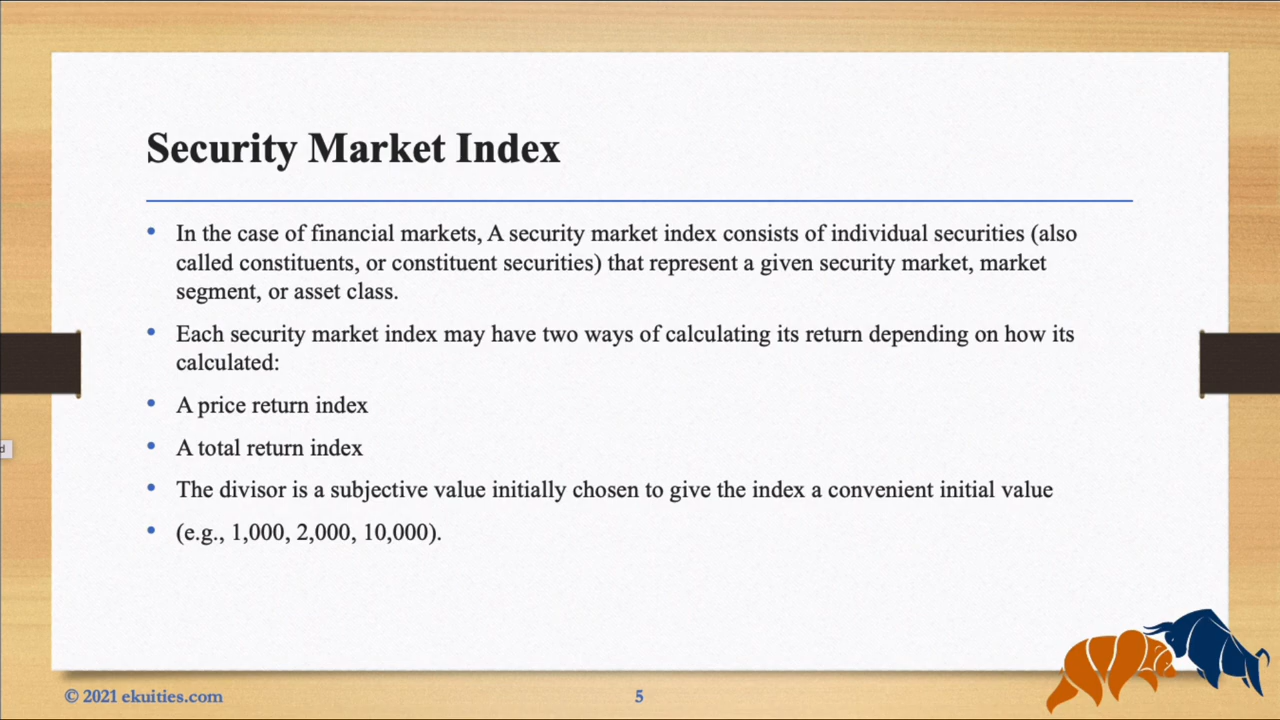 Security Market Index
• In the case of financial markets, A security market index consists of individual securities (also
called constituents, or constituent securities) that represent a given security market, market
segment, or asset class.
• Each security market index may have two ways of calculating its return depending on how its
calculated:
• A price return index
• A total return index
• The divisor is a subjective value initially chosen to give the index a convenient initial value
• (e.g., 1,000, 2,000, 10,000).
d
© 2021 ekuities.com
5